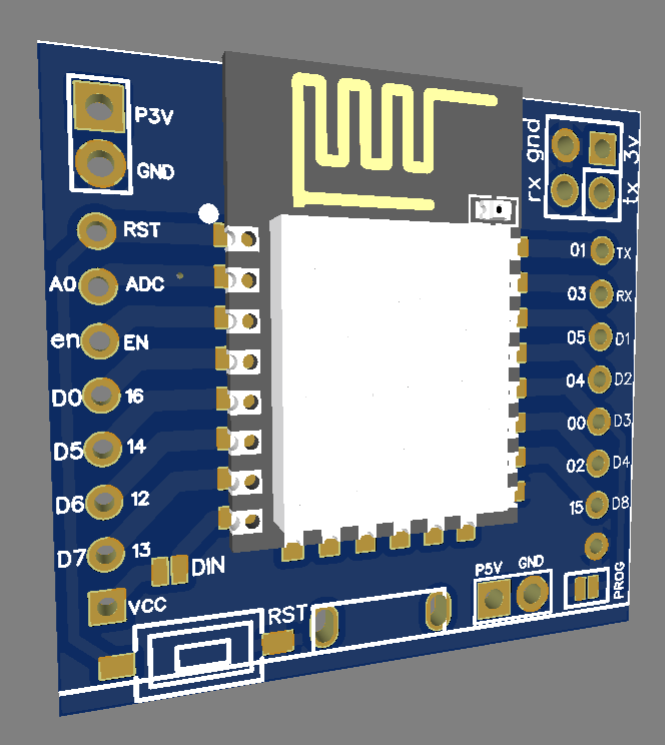 P3V
GND
rx gnd
tx 3v
RST
A0 ADC
en EN
D0 16
D5 14
D6 12
D7 13
DIN
VCC
RST
01 TX
03 RX
05 D1
04 D2
00 D3
02 D4
15 D8
P5V GND
PROG